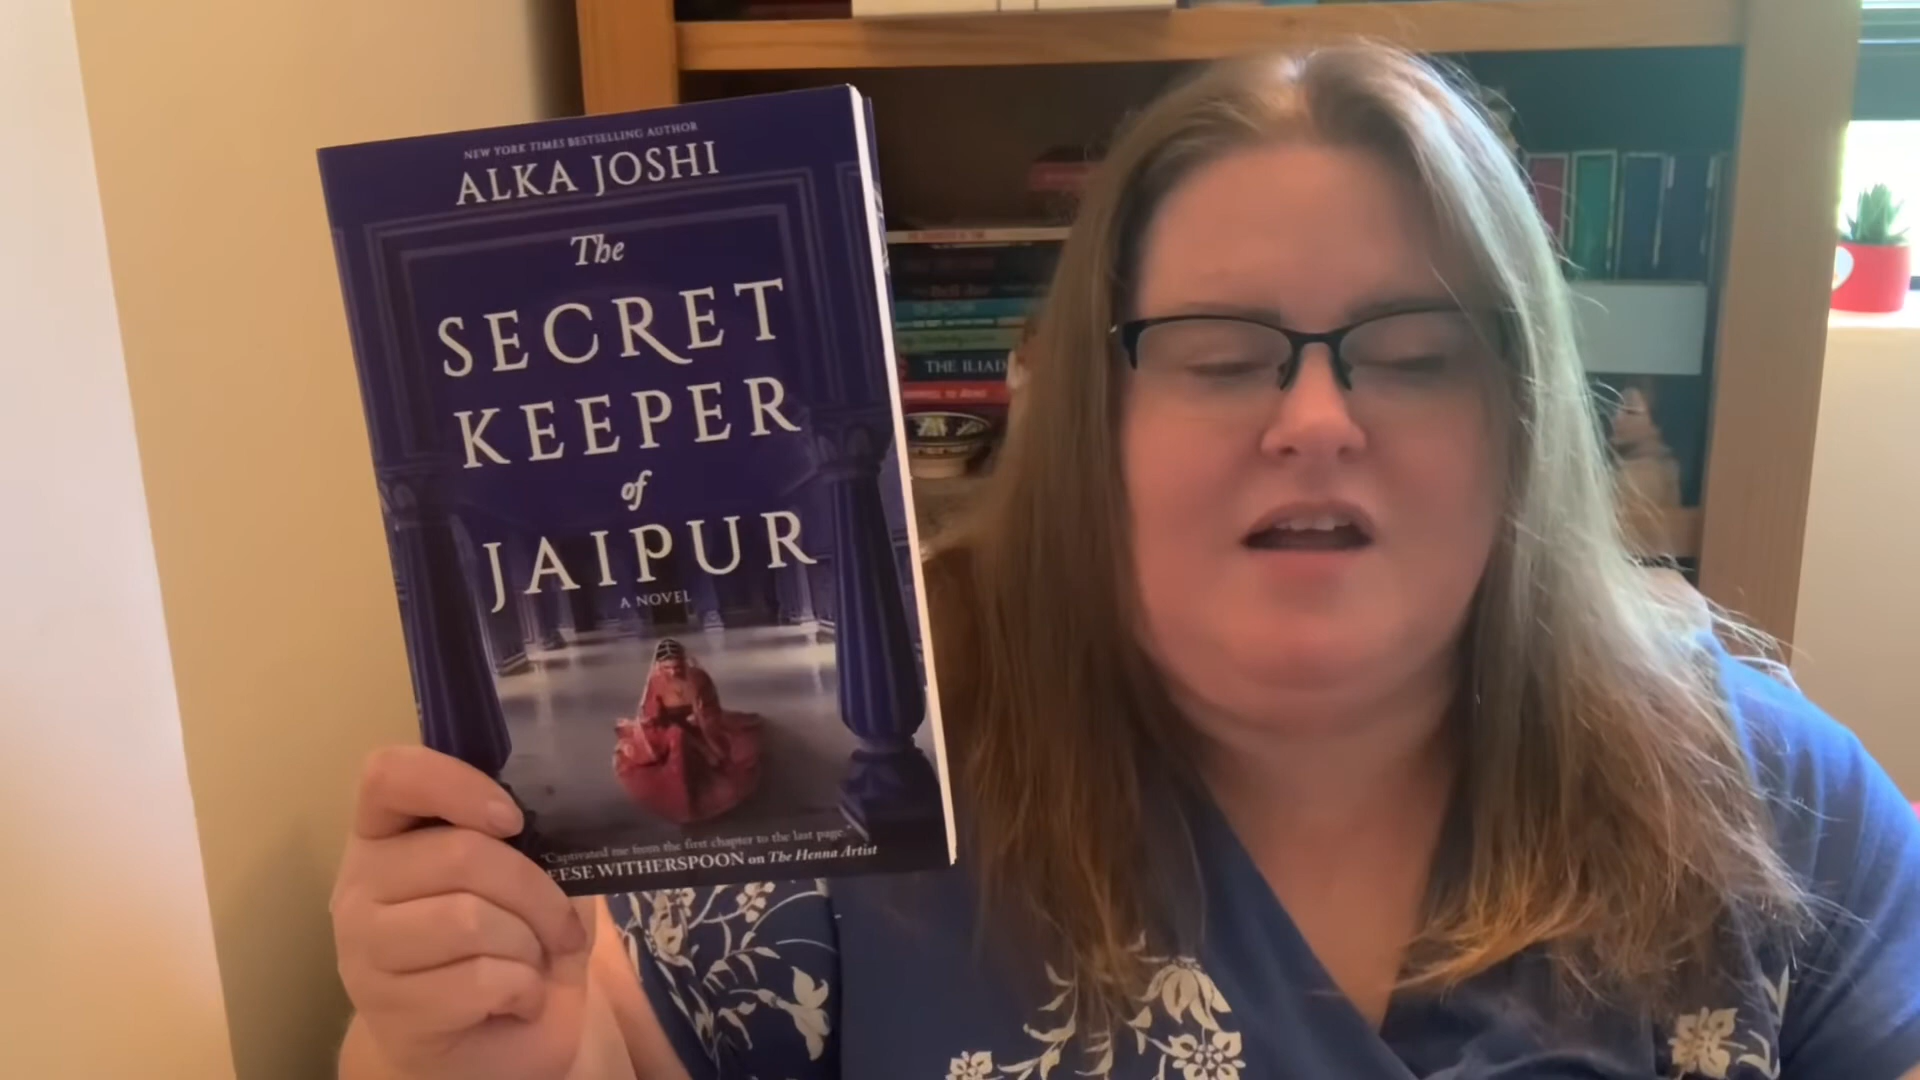 NEW YORK TIMES BESTSELLING AUTHOR
ALKA JOSHI
The
SECRET
KEEPER
of
JAIPUR
A NOVEL
"Captivated me from the first chapter to the last page."
EESE WITHERSPOON on The Henna Artist
THE ILIAD